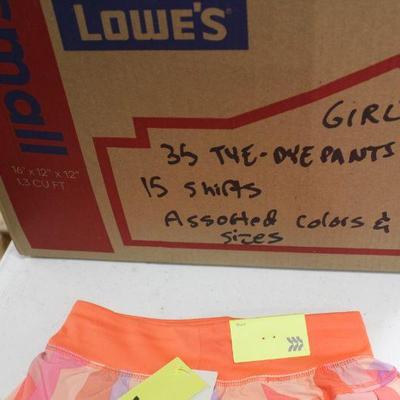 LOWE'S
small
16" x 12" x 12"
1.3 CU FT
GIRL
35 TYE-DYE PANTS
15 Shirts
Assorted colors &
sizes